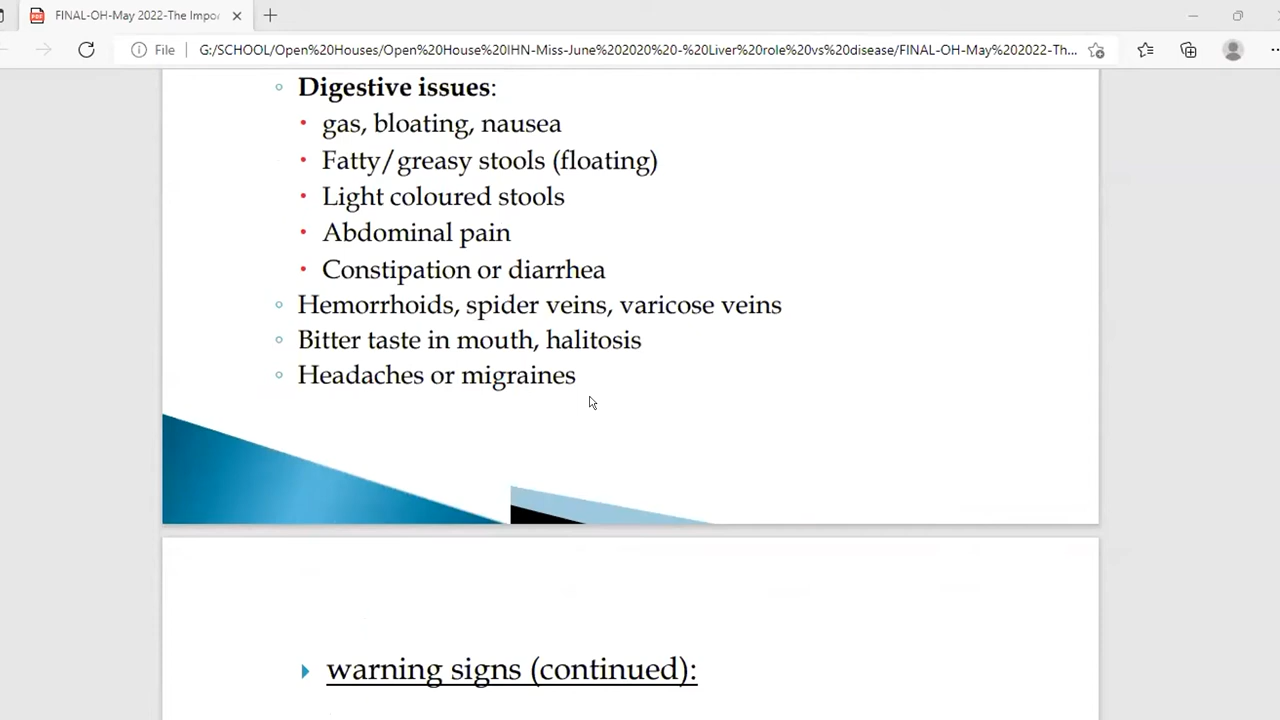 FINAL-OH-May 2022-The Impo
File
G:/SCHOOL/Open%20Houses/Open%20House%20IHN-Miss-June%202020%20-%20Liver%20role%20vs%20disease/FINAL-OH-May%202022-Th...
Digestive issues:
gas, bloating, nausea
Fatty/greasy stools (floating)
Light coloured stools
Abdominal pain
Constipation or diarrhea
Hemorrhoids, spider veins, varicose veins
Bitter taste in mouth, halitosis
Headaches or migraines
warning signs (continued):